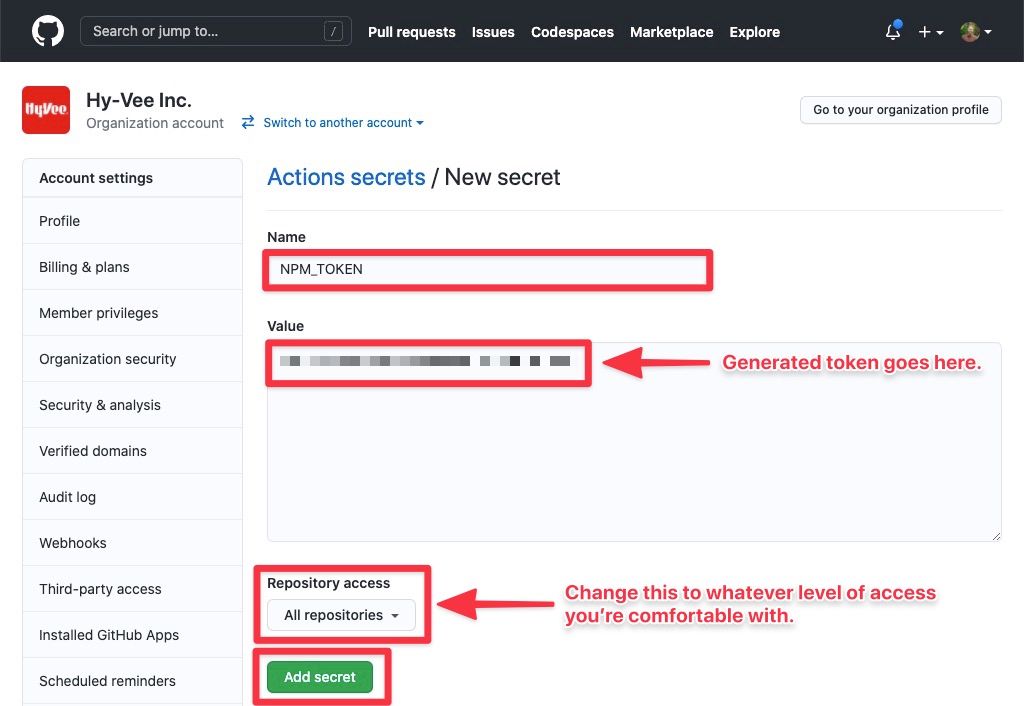 Search or jump to...
/
Pull requests
Issues
Codespaces
Marketplace
Explore
HyVee
Hy-Vee Inc.
Organization account
Switch to another account
Go to your organization profile
Account settings
Profile
Billing & plans
Member privileges
Organization security
Security & analysis
Verified domains
Audit log
Webhooks
Third-party access
Installed GitHub Apps
Scheduled reminders
Actions secrets / New secret
Name
NPM_TOKEN
Value
Generated token goes here.
Repository access
All repositories
Change this to whatever level of access
you’re comfortable with.
Add secret